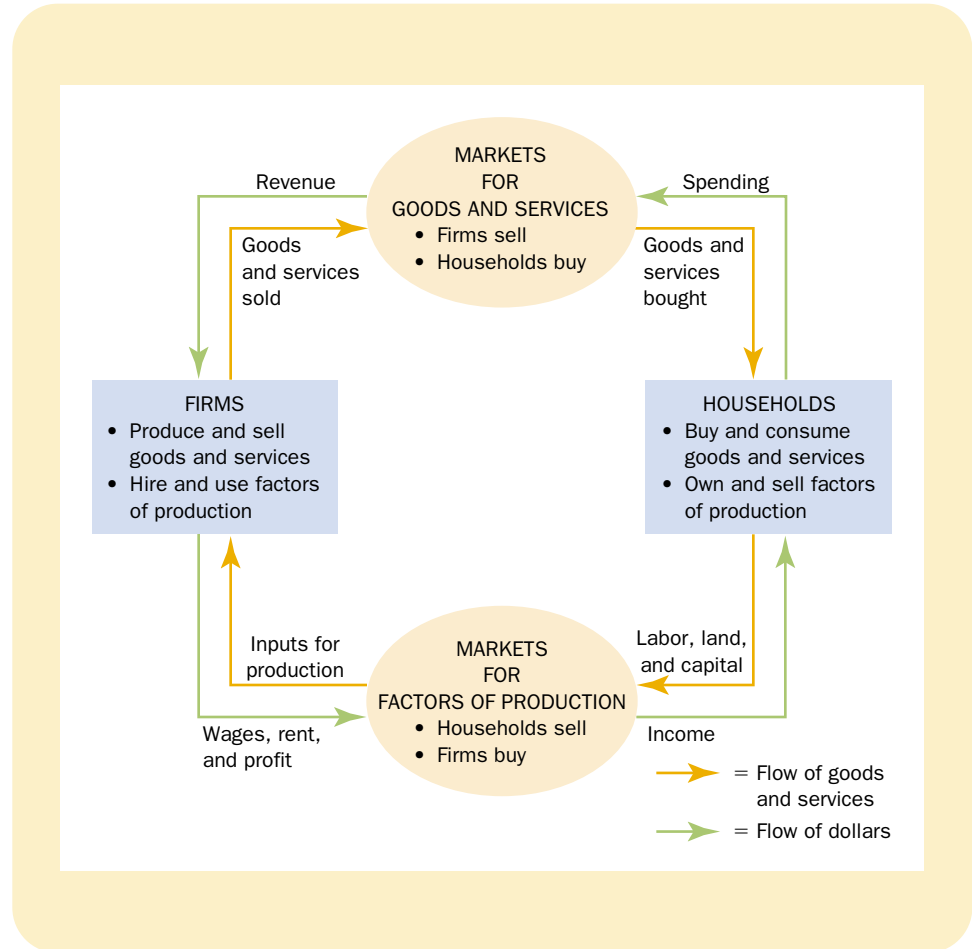 MARKETS
FOR
GOODS AND SERVICES
• Firms sell
• Households buy
Revenue
Spending
Goods
and services
sold
Goods and
services
bought
FIRMS
• Produce and sell
goods and services
• Hire and use factors
of production
HOUSEHOLDS
• Buy and consume
goods and services
• Own and sell factors
of production
Inputs for
production
Labor, land,
and capital
MARKETS
FOR
FACTORS OF PRODUCTION
• Households sell
• Firms buy
Wages, rent,
and profit
Income
= Flow of goods
and services
= Flow of dollars